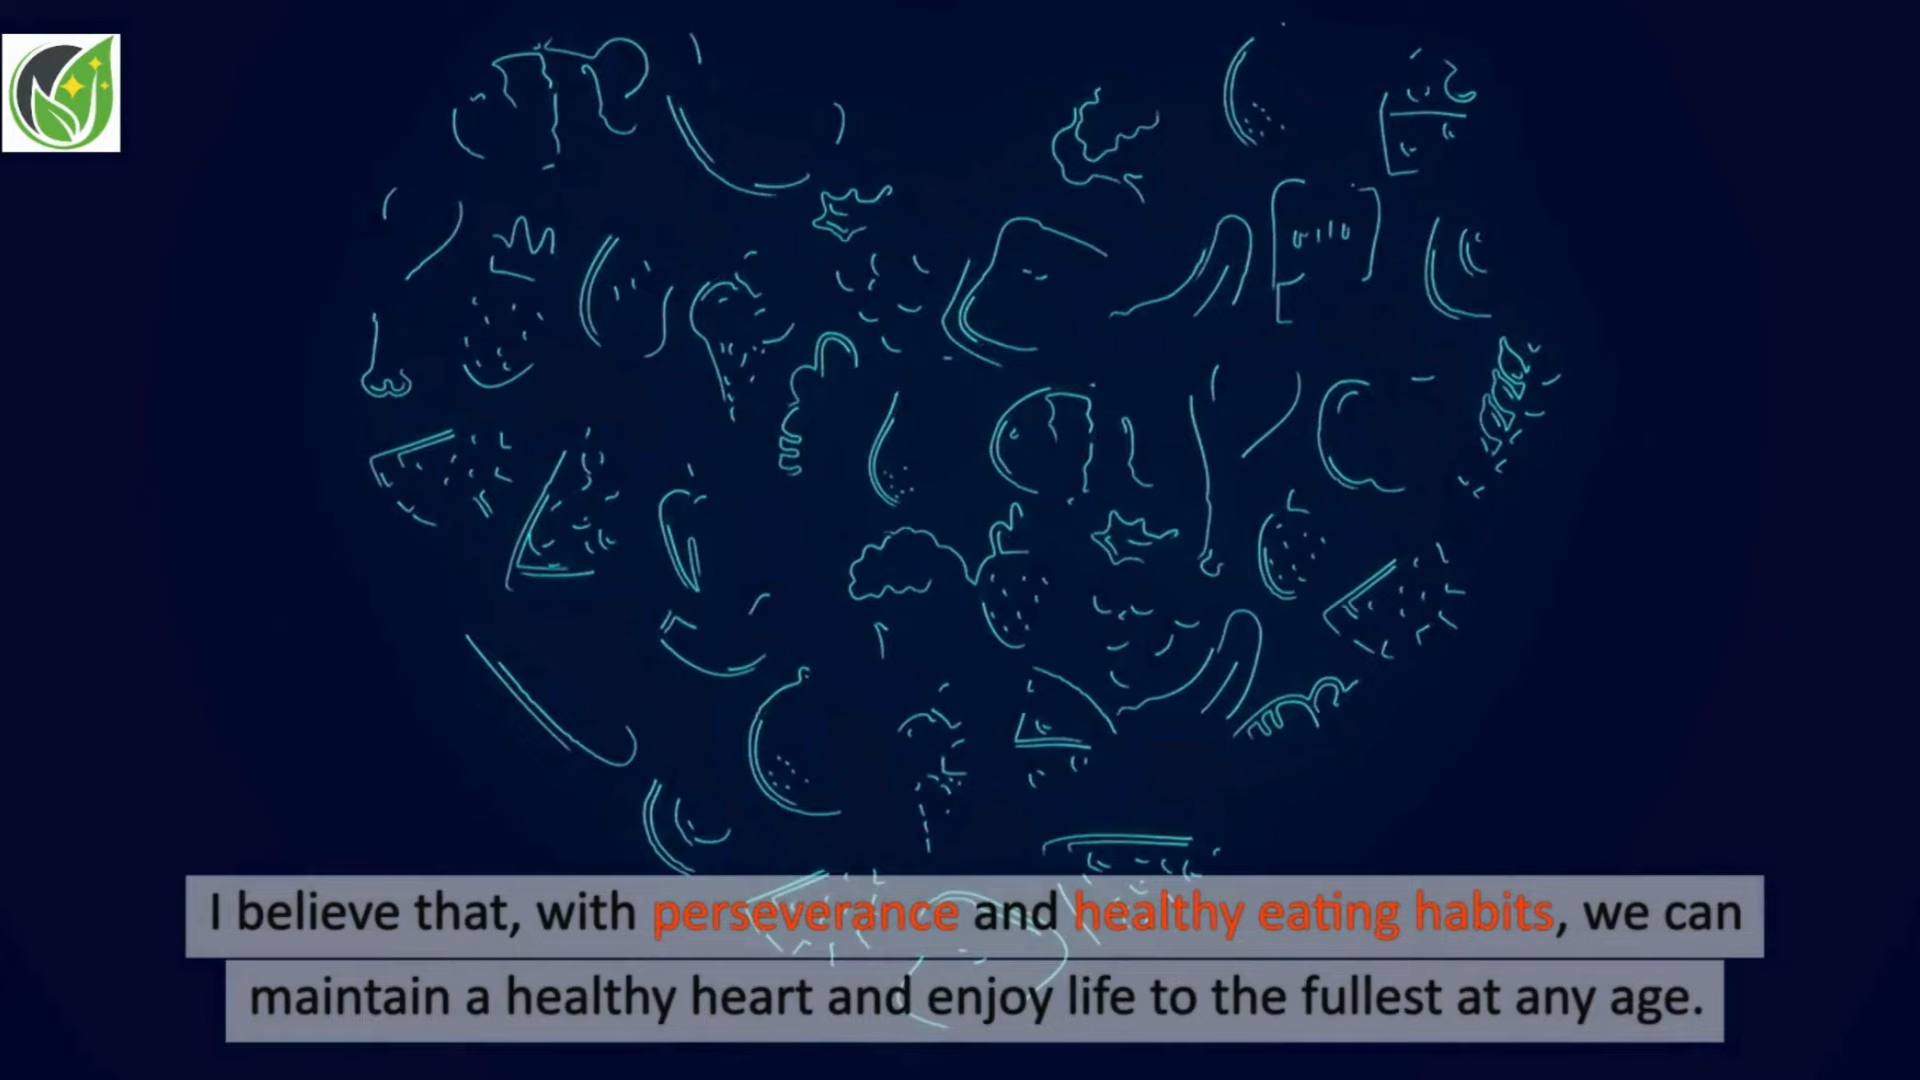 I believe that, with perseverance and healthy eating habits, we can
maintain a healthy heart and enjoy life to the fullest at any age.